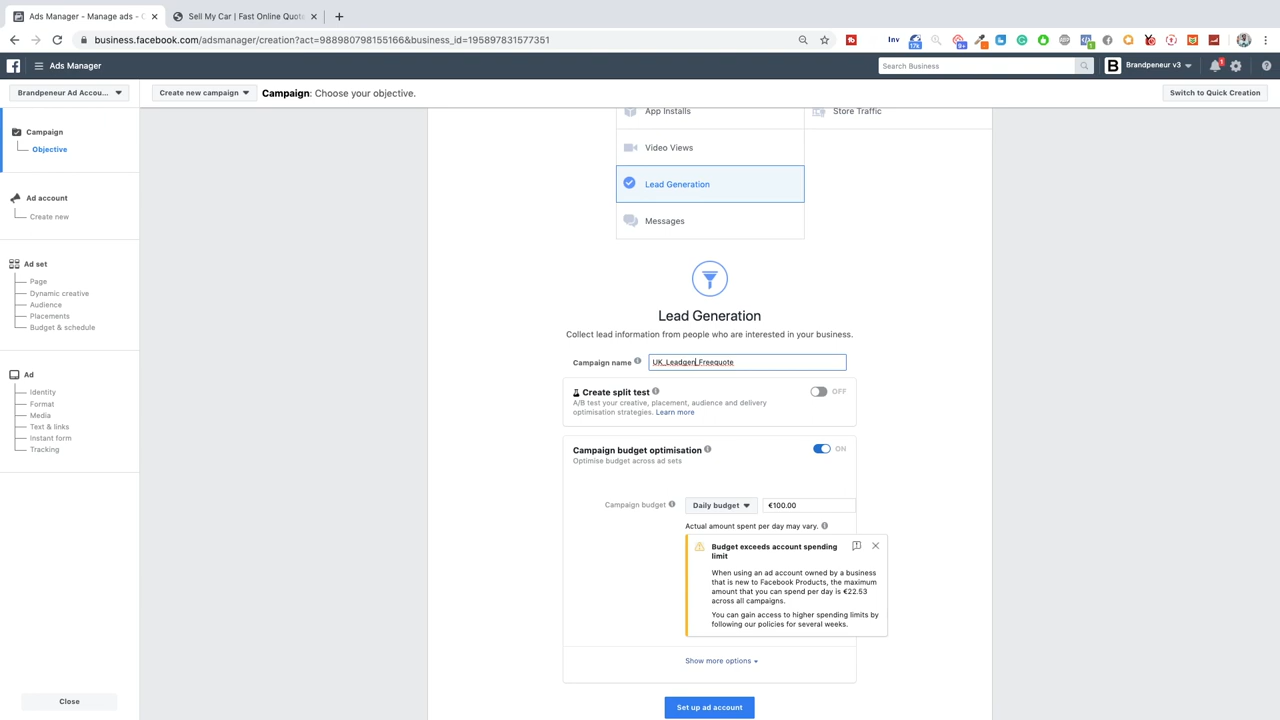 Ads Manager - Manage ads - C
Sell My Car | Fast Online Quote
business.facebook.com/adsmanager/creation?act=988980798155166&business_id=195897831577351
Inv
17k
9+
1
Ads Manager
Search Business
Brandpeneur v3
1
Brandpeneur Ad Accou...
Create new campaign
Campaign: Choose your objective.
Switch to Quick Creation
Campaign
Objective
Ad account
Create new
Ad set
Page
Dynamic creative
Audience
Placements
Budget & schedule
Ad
Identity
Format
Media
Text & links
Instant form
Tracking
Close
App Installs
Store Traffic
Video Views
Lead Generation
Messages
Lead Generation
Collect lead information from people who are interested in your business.
Campaign name
UK_Leadgen_Freequote
Create split test
OFF
A/B test your creative, placement, audience and delivery
optimisation strategies. Learn more
Campaign budget optimisation
ON
Optimise budget across ad sets
Campaign budget
Daily budget
€100.00
Actual amount spent per day may vary.
Budget exceeds account spending
limit
When using an ad account owned by a business
that is new to Facebook Products, the maximum
amount that you can spend per day is €22.53
across all campaigns.
You can gain access to higher spending limits by
following our policies for several weeks.
Show more options
Set up ad account